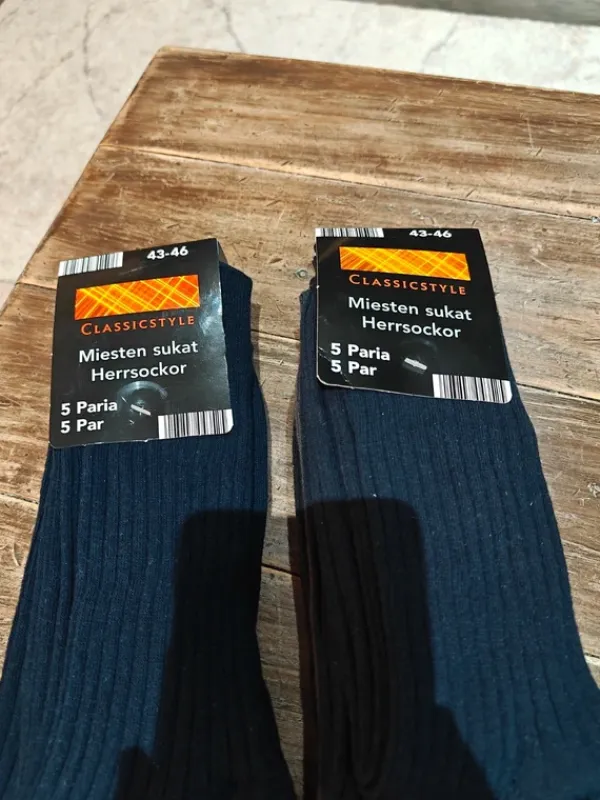 43-46
CLASSICSTYLE
Miesten sukat
Herrsockor
5 Paria
5 Par
43-46
CLASSICSTYLE
Miesten sukat
Herrsockor
5 Paria
5 Par